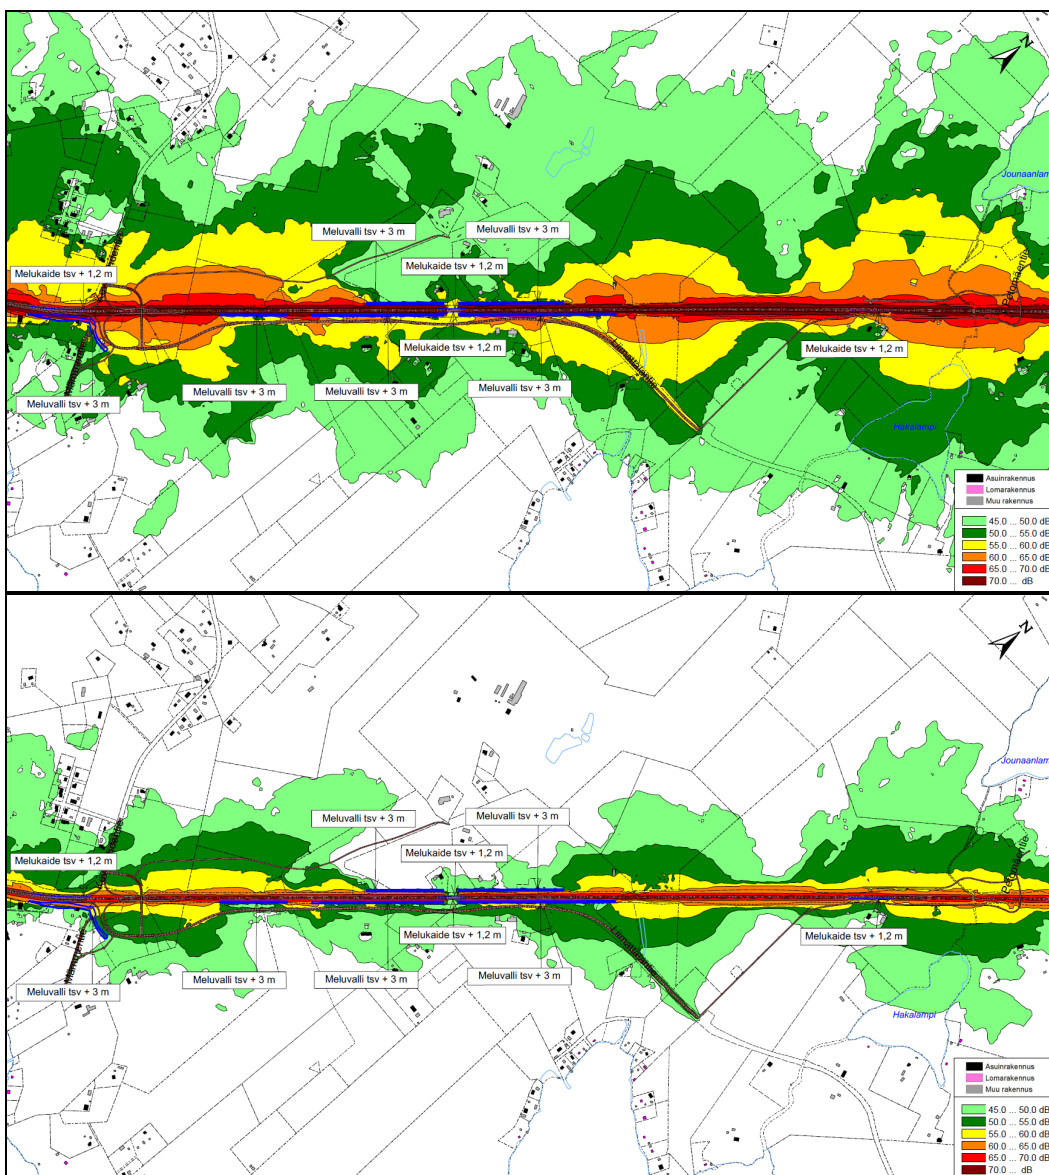 N
Jounaanlam
Meluvalli tsv + 3 m
Meluvalli tsv + 3 m
Melukaide tsv + 1,2 m
Melukaide tsv + 1,2 m
Petomäentie
Melukaide tsv + 1,2 m
Melukaide tsv + 1,2 m
Meluvalli tsv + 3 m
Meluvalli tsv + 3 m
Meluvalli tsv + 3 m
Meluvalli tsv + 3 m
Hakalampi
Asuinrakennus
Lomarakennus
Muu rakennus
45.0 ... 50.0 dB
50.0 ... 55.0 dB
55.0 ... 60.0 dB
60.0 ... 65.0 dB
65.0 ... 70.0 dB
70.0 ... dB
N
Jounaanlam
Meluvalli tsv + 3 m
Meluvalli tsv + 3 m
Melukaide tsv + 1,2 m
Melukaide tsv + 1,2 m
Petomäentie
Melukaide tsv + 1,2 m
Melukaide tsv + 1,2 m
Meluvalli tsv + 3 m
Meluvalli tsv + 3 m
Meluvalli tsv + 3 m
Meluvalli tsv + 3 m
Hakalampi
Asuinrakennus
Lomarakennus
Muu rakennus
45.0 ... 50.0 dB
50.0 ... 55.0 dB
55.0 ... 60.0 dB
60.0 ... 65.0 dB
65.0 ... 70.0 dB
70.0 ... dB